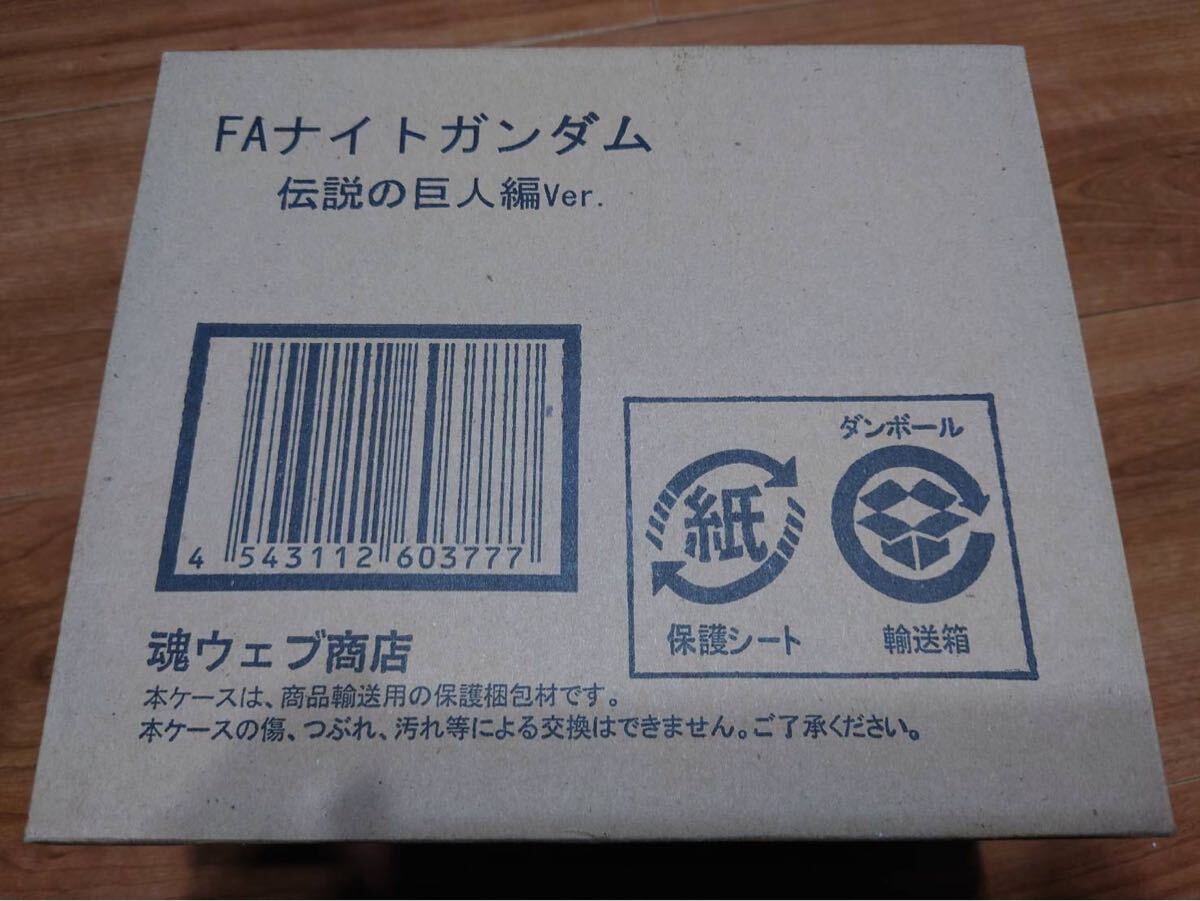 FAナイトガンダム
伝説の巨人編Ver.
4 543112 603777
ダンボール
紙
保護シート
輸送箱
魂ウェブ商店
本ケースは、商品輸送用の保護梱包材です。
本ケースの傷、つぶれ、汚れ等による交換はできません。ご了承ください。